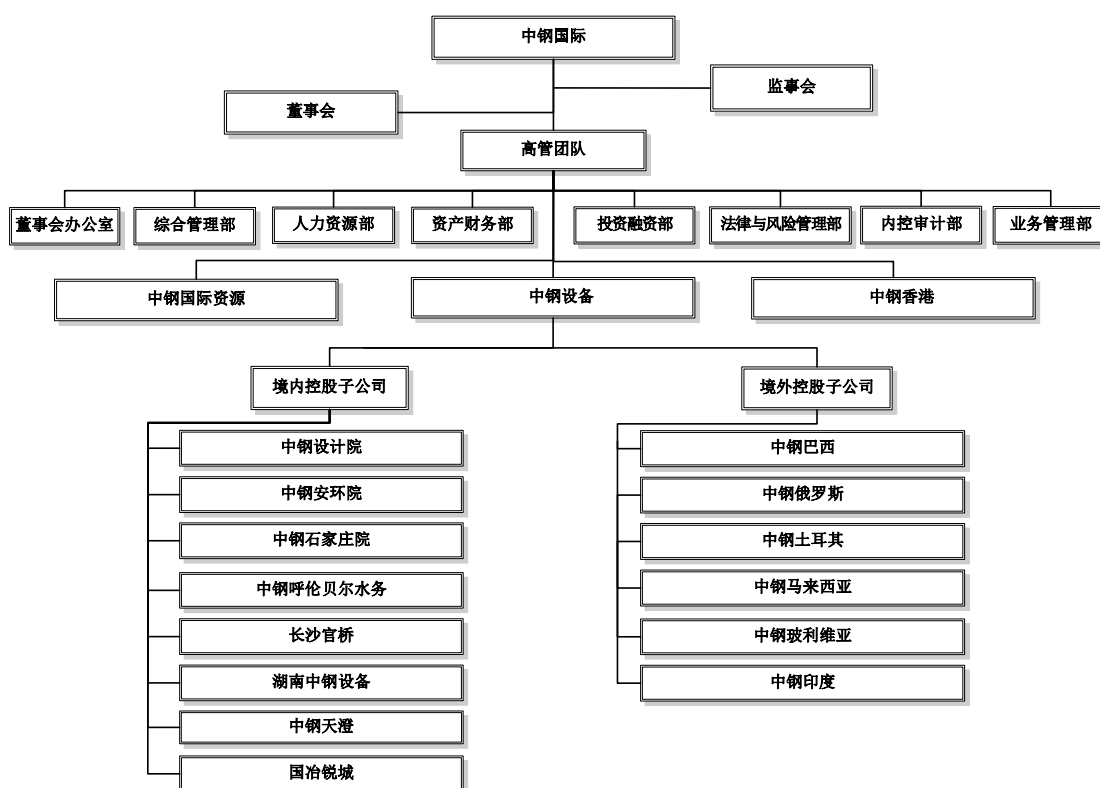 中钢国际
监事会
董事会
高管团队
董事会办公室
综合管理部
人力资源部
资产财务部
投资融资部
法律与风险管理部
内控审计部
业务管理部
中钢国际资源
中钢设备
中钢香港
境内控股子公司
境外控股子公司
中钢设计院
中钢安环院
中钢石家庄院
中钢呼伦贝尔水务
长沙官桥
湖南中钢设备
中钢天澄
国冶锐城
中钢巴西
中钢俄罗斯
中钢土耳其
中钢马来西亚
中钢玻利维亚
中钢印度